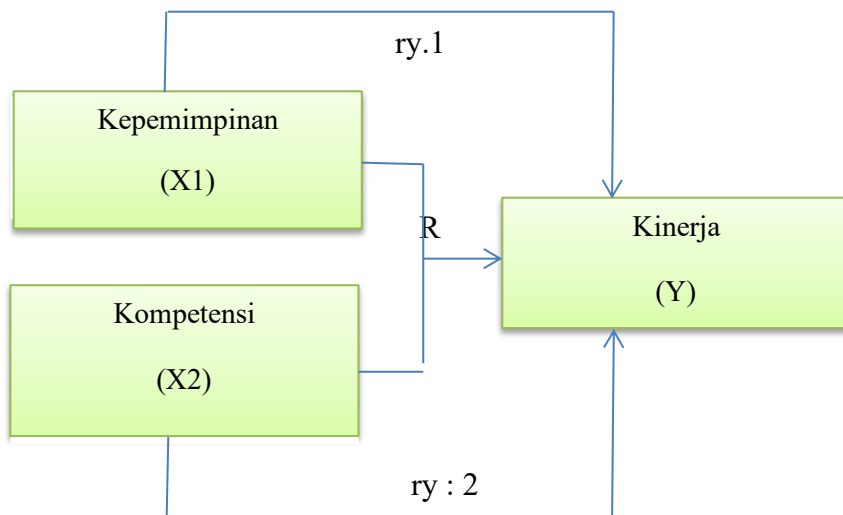 ry.1
Kepemimpinan
(X1)
R
Kinerja
(Y)
Kompetensi
(X2)
ry : 2